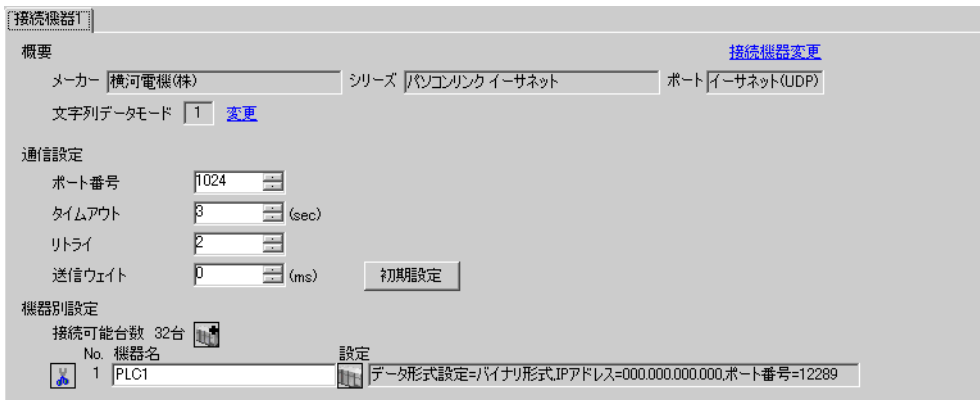 接続機器1
概要 接続機器変更
メーカー 横河電機(株) シリーズ パソコンリンク イーサネット ポート イーサネット(UDP)
文字列データモード 1 変更
通信設定
ポート番号 1024
タイムアウト 3 (sec)
リトライ 2
送信ウェイト 0 (ms) 初期設定
機器別設定
接続可能台数 32台
No. 機器名 設定
1 PLC1 データ形式設定=バイナリ形式,IPアドレス=000.000.000.000,ポート番号=12289